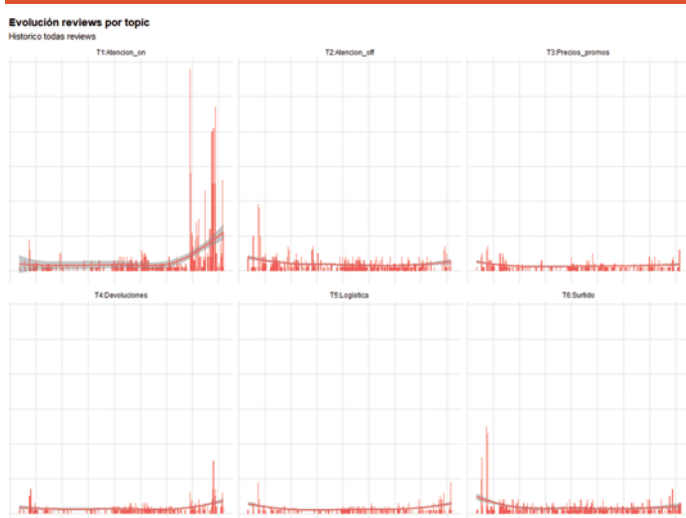 Evolución reviews por topic
Historico todas reviews
T1:Atencion_on
T2:Atencion_off
T3:Precios_promos
T4:Devoluciones
T5:Logistica
T6:Surtido